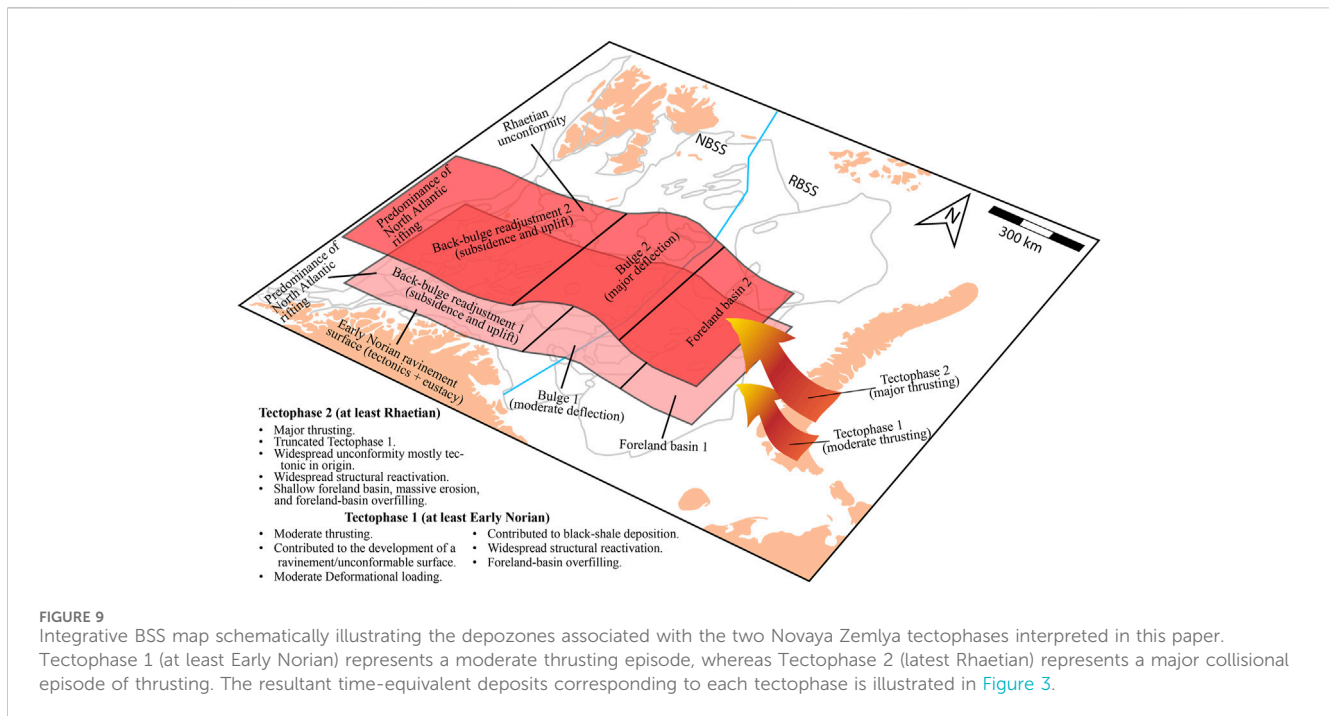 Rhaetian
unconformity
NBSS
RBSS
N
300 km
Predominance of
North Atlantic
rifting
Back-bulge readjustment 2
(subsidence and uplift)
Bulge 2
(major deflection)
Foreland basin 2
Predominance of
North Atlantic
rifting
Back-bulge readjustment 1
(subsidence and uplift)
Early Norian ravinement
surface (tectonics + eustacy)
Bulge 1
(moderate deflection)
Foreland basin 1
Tectophase 2
(major thrusting)
Tectophase 1
(moderate thrusting)
Tectophase 2 (at least Rhaetian)
• Major thrusting.
• Truncated Tectophase 1.
• Widespread unconformity mostly tec-
tonic in origin.
• Widespread structural reactivation.
• Shallow foreland basin, massive erosion,
and foreland-basin overfilling.
Tectophase 1 (at least Early Norian)
• Moderate thrusting.
• Contributed to the development of a
ravinement/unconformable surface.
• Moderate Deformational loading.
• Contributed to black-shale deposition.
• Widespread structural reactivation.
• Foreland-basin overfilling.
FIGURE 9
Integrative BSS map schematically illustrating the depozones associated with the two Novaya Zemlya tectophases interpreted in this paper.
Tectophase 1 (at least Early Norian) represents a moderate thrusting episode, whereas Tectophase 2 (latest Rhaetian) represents a major collisional
episode of thrusting. The resultant time-equivalent deposits corresponding to each tectophase is illustrated in Figure 3.